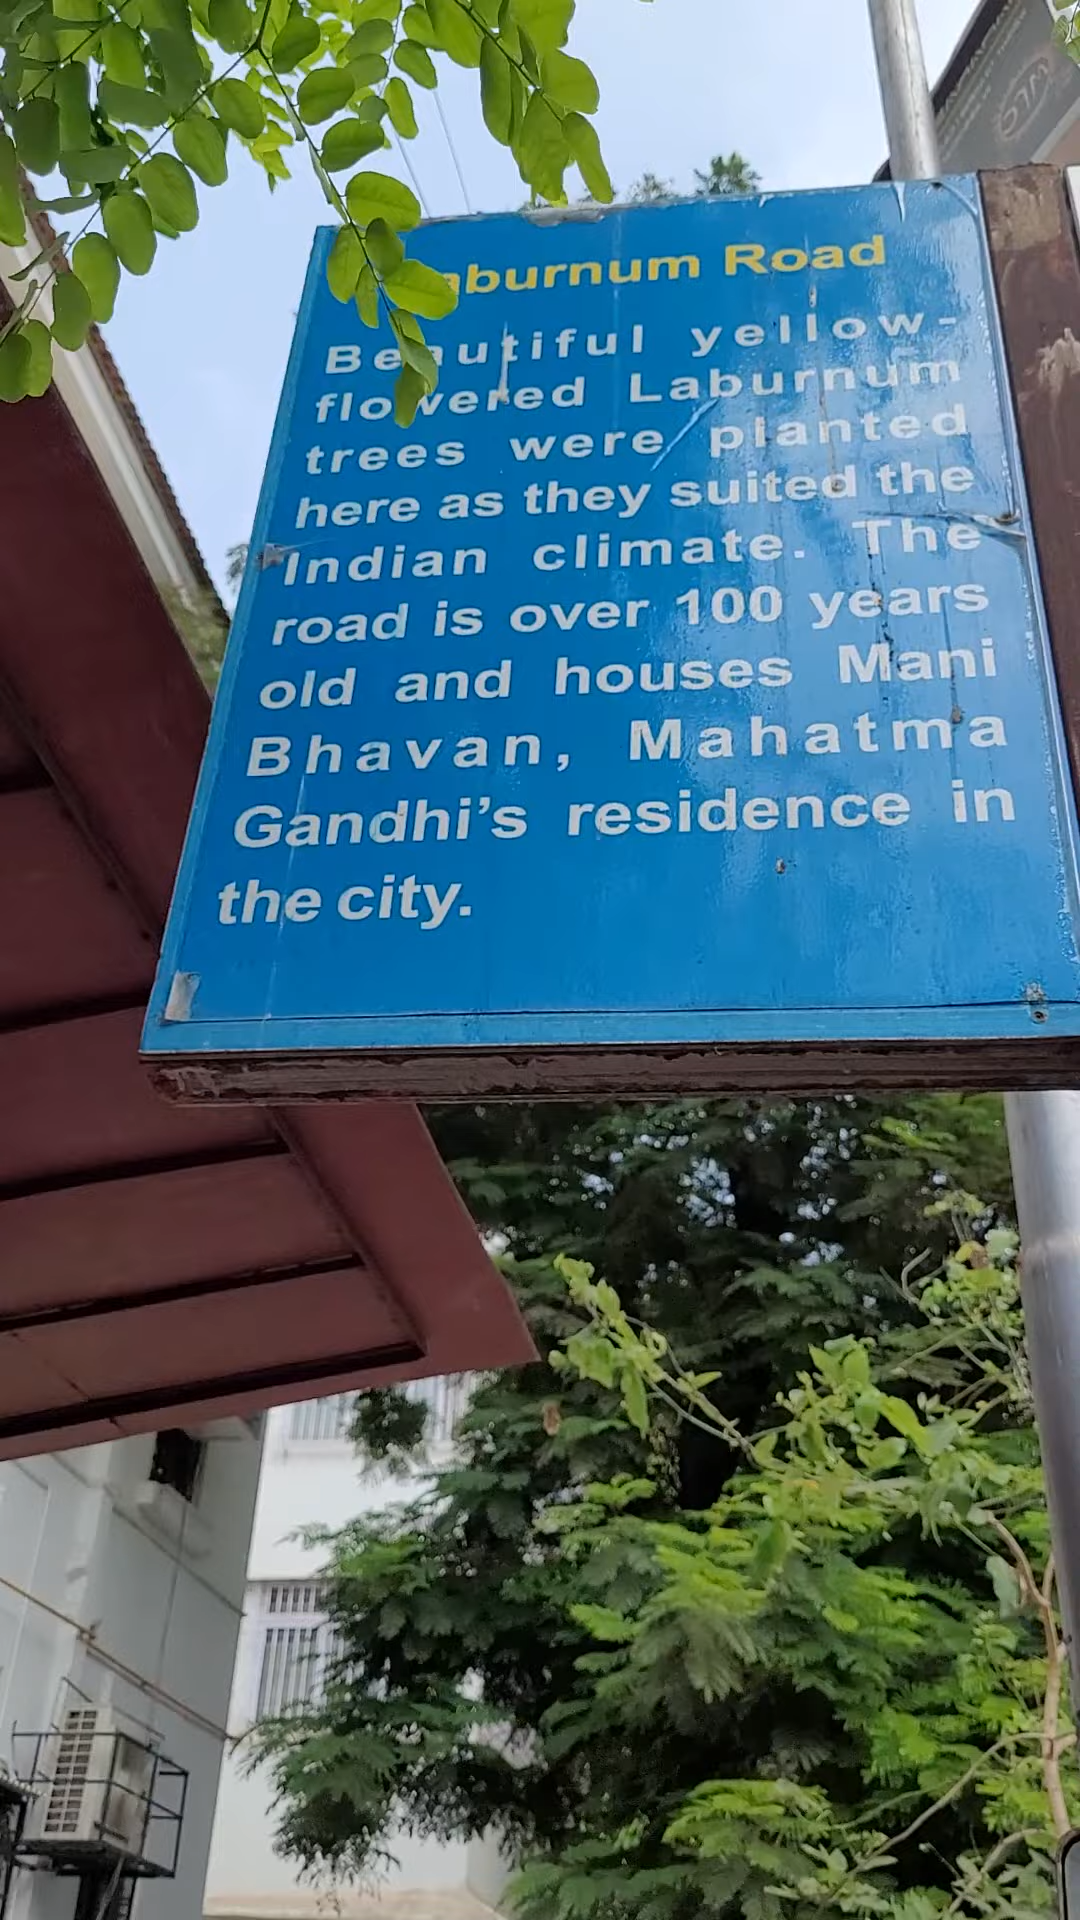 Laburnum Road
Beautiful yellow-
flowered Laburnum
trees were planted
here as they suited the
Indian climate. The
road is over 100 years
old and houses Mani
Bhavan, Mahatma
Gandhi's residence in
the city.